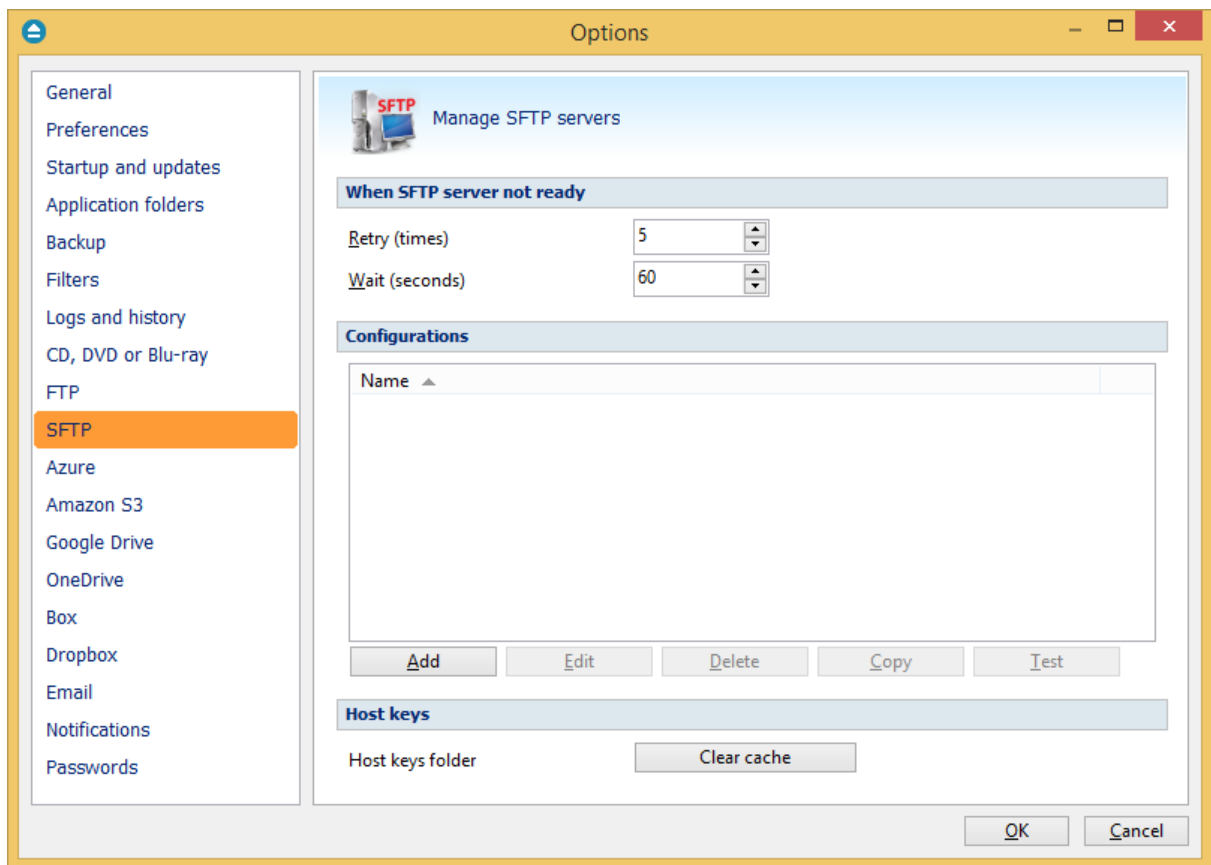 Options
General
Preferences
Startup and updates
Application folders
Backup
Filters
Logs and history
CD, DVD or Blu-ray
FTP
SFTP
Azure
Amazon S3
Google Drive
OneDrive
Box
Dropbox
Email
Notifications
Passwords
SFTP
Manage SFTP servers
When SFTP server not ready
Retry (times) 5
Wait (seconds) 60
Configurations
Name
Add Edit Delete Copy Test
Host keys
Host keys folder Clear cache
OK Cancel